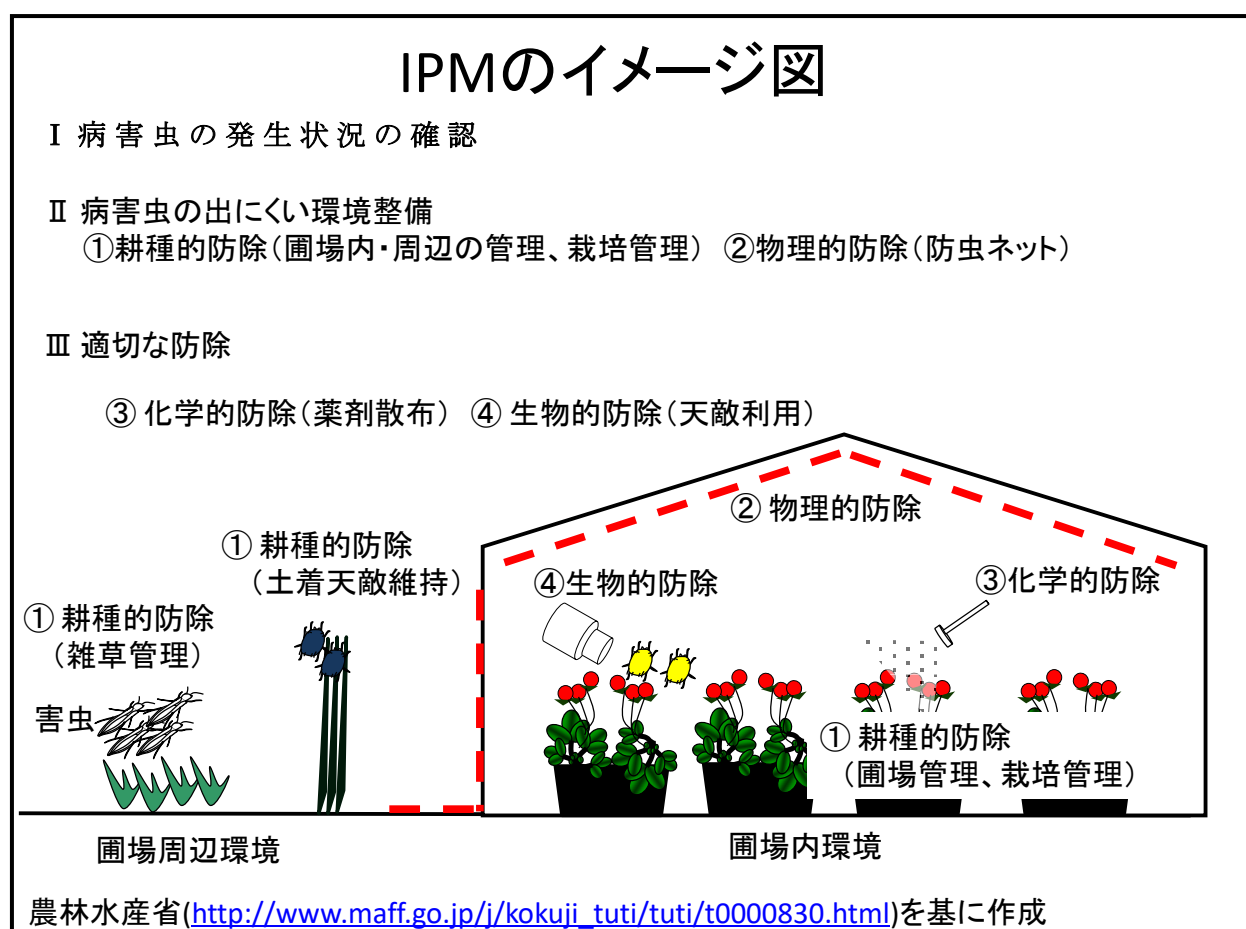 IPMのイメージ図
Ⅰ 病害虫の発生状況の確認
Ⅱ 病害虫の出にくい環境整備
①耕種的防除(圃場内・周辺の管理、栽培管理) ②物理的防除(防虫ネット)
Ⅲ 適切な防除
③ 化学的防除(薬剤散布) ④ 生物的防除(天敵利用)
② 物理的防除
① 耕種的防除
(土着天敵維持)
④生物的防除
③化学的防除
① 耕種的防除
(雑草管理)
害虫
① 耕種的防除
(圃場管理、栽培管理)
圃場周辺環境
圃場内環境
農林水産省(http://www.maff.go.jp/j/kokuji_tuti/tuti/t0000830.html)を基に作成